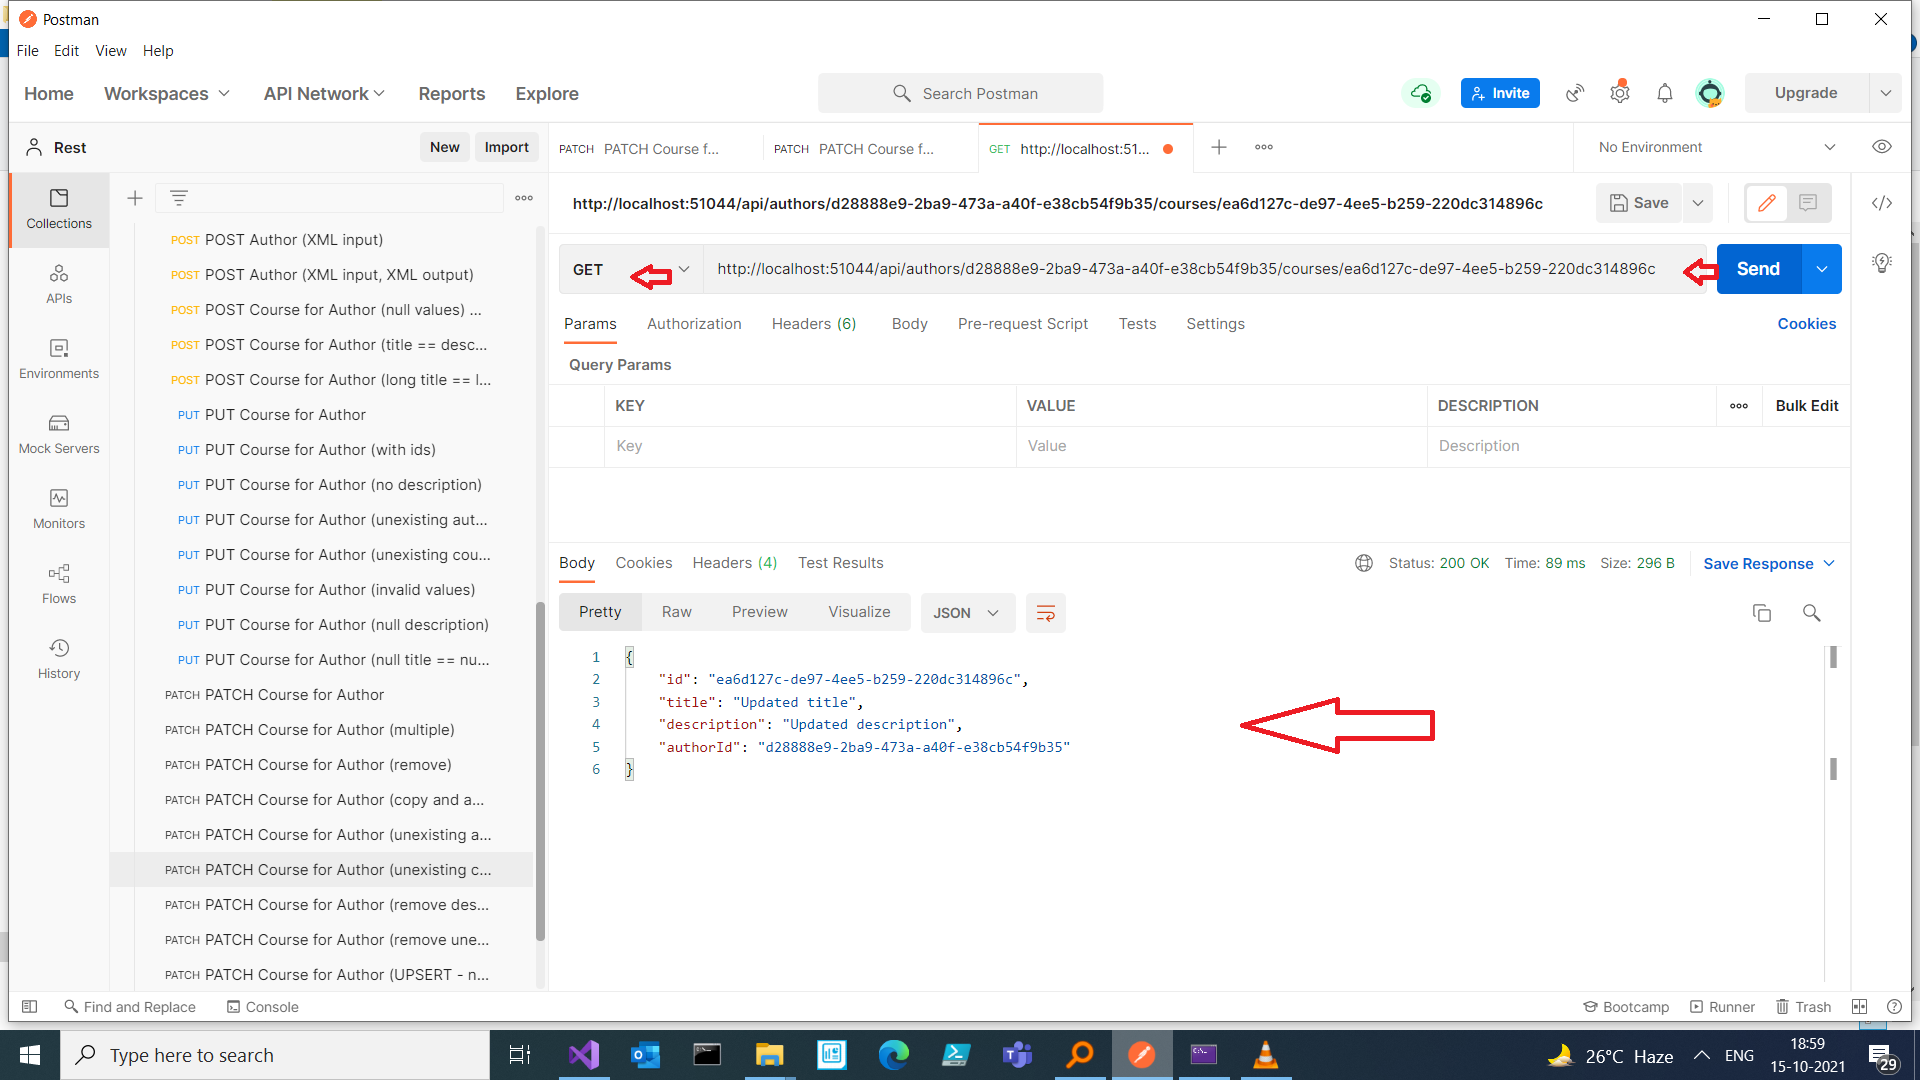 Postman
File Edit View Help
Home Workspaces API Network Reports Explore Search Postman Invite Upgrade
Rest New Import
PATCH PATCH Course f... PATCH PATCH Course f... GET http://localhost:51... No Environment
http://localhost:51044/api/authors/d28888e9-2ba9-473a-a40f-e38cb54f9b35/courses/ea6d127c-de97-4ee5-b259-220dc314896c Save
GET http://localhost:51044/api/authors/d28888e9-2ba9-473a-a40f-e38cb54f9b35/courses/ea6d127c-de97-4ee5-b259-220dc314896c Send
Params Authorization Headers (6) Body Pre-request Script Tests Settings Cookies
Query Params
KEY VALUE DESCRIPTION Bulk Edit
Key Value Description
Collections
APIs
Environments
Mock Servers
Monitors
Flows
History
POST POST Author (XML input)
POST POST Author (XML input, XML output)
POST POST Course for Author (null values) ...
POST POST Course for Author (title == desc...
POST POST Course for Author (long title == l...
PUT PUT Course for Author
PUT PUT Course for Author (with ids)
PUT PUT Course for Author (no description)
PUT PUT Course for Author (unexisting aut...
PUT PUT Course for Author (unexisting cou...
PUT PUT Course for Author (invalid values)
PUT PUT Course for Author (null description)
PUT PUT Course for Author (null title == nu...
PATCH PATCH Course for Author
PATCH PATCH Course for Author (multiple)
PATCH PATCH Course for Author (remove)
PATCH PATCH Course for Author (copy and a...
PATCH PATCH Course for Author (unexisting a...
PATCH PATCH Course for Author (unexisting c...
PATCH PATCH Course for Author (remove des...
PATCH PATCH Course for Author (remove une...
PATCH PATCH Course for Author (UPSERT - n...
Body Cookies Headers (4) Test Results Status: 200 OK Time: 89 ms Size: 296 B Save Response
Pretty Raw Preview Visualize JSON
1 {
2 "id": "ea6d127c-de97-4ee5-b259-220dc314896c",
3 "title": "Updated title",
4 "description": "Updated description",
5 "authorId": "d28888e9-2ba9-473a-a40f-e38cb54f9b35"
6 }
Find and Replace Console Bootcamp Runner Trash
Type here to search 26°C Haze ENG 18:59
15-10-2021 29